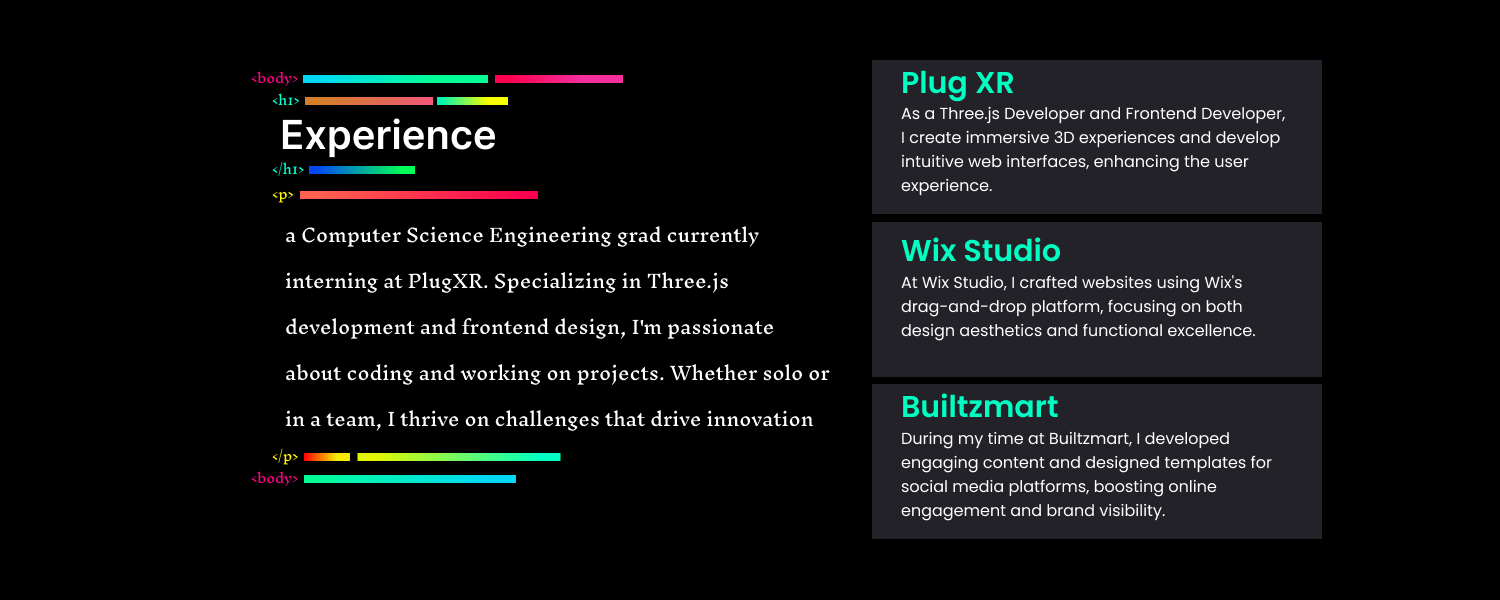 <body>
<h1>
Experience
</h1>
<p>
a Computer Science Engineering grad currently
interning at PlugXR. Specializing in Three.js
development and frontend design, I'm passionate
about coding and working on projects. Whether solo or
in a team, I thrive on challenges that drive innovation
</p>
<body>
Plug XR
As a Three.js Developer and Frontend Developer,
I create immersive 3D experiences and develop
intuitive web interfaces, enhancing the user
experience.
Wix Studio
At Wix Studio, I crafted websites using Wix's
drag-and-drop platform, focusing on both
design aesthetics and functional excellence.
Builtzmart
During my time at Builtzmart, I developed
engaging content and designed templates for
social media platforms, boosting online
engagement and brand visibility.